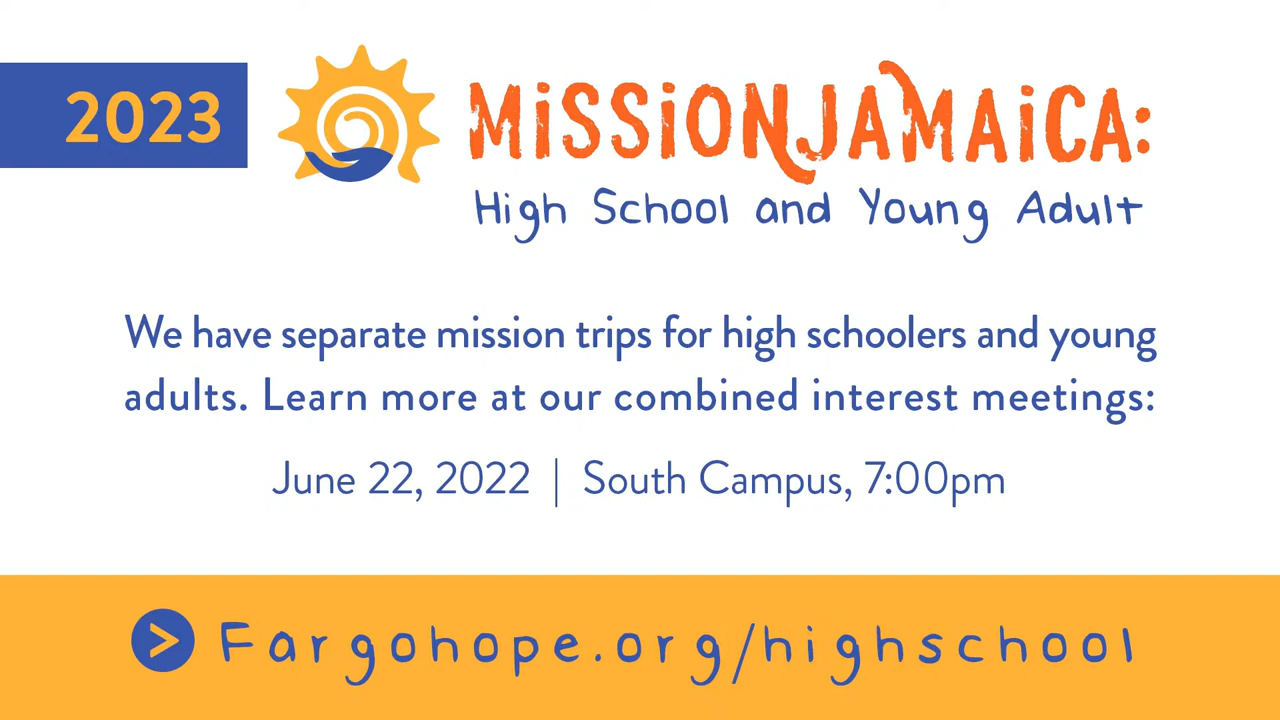 2023
MiSSiONJAMAiCA:
High School and Young Adult
We have separate mission trips for high schoolers and young
adults. Learn more at our combined interest meetings:
June 22, 2022 | South Campus, 7:00pm
> Fargohope.org/highschool